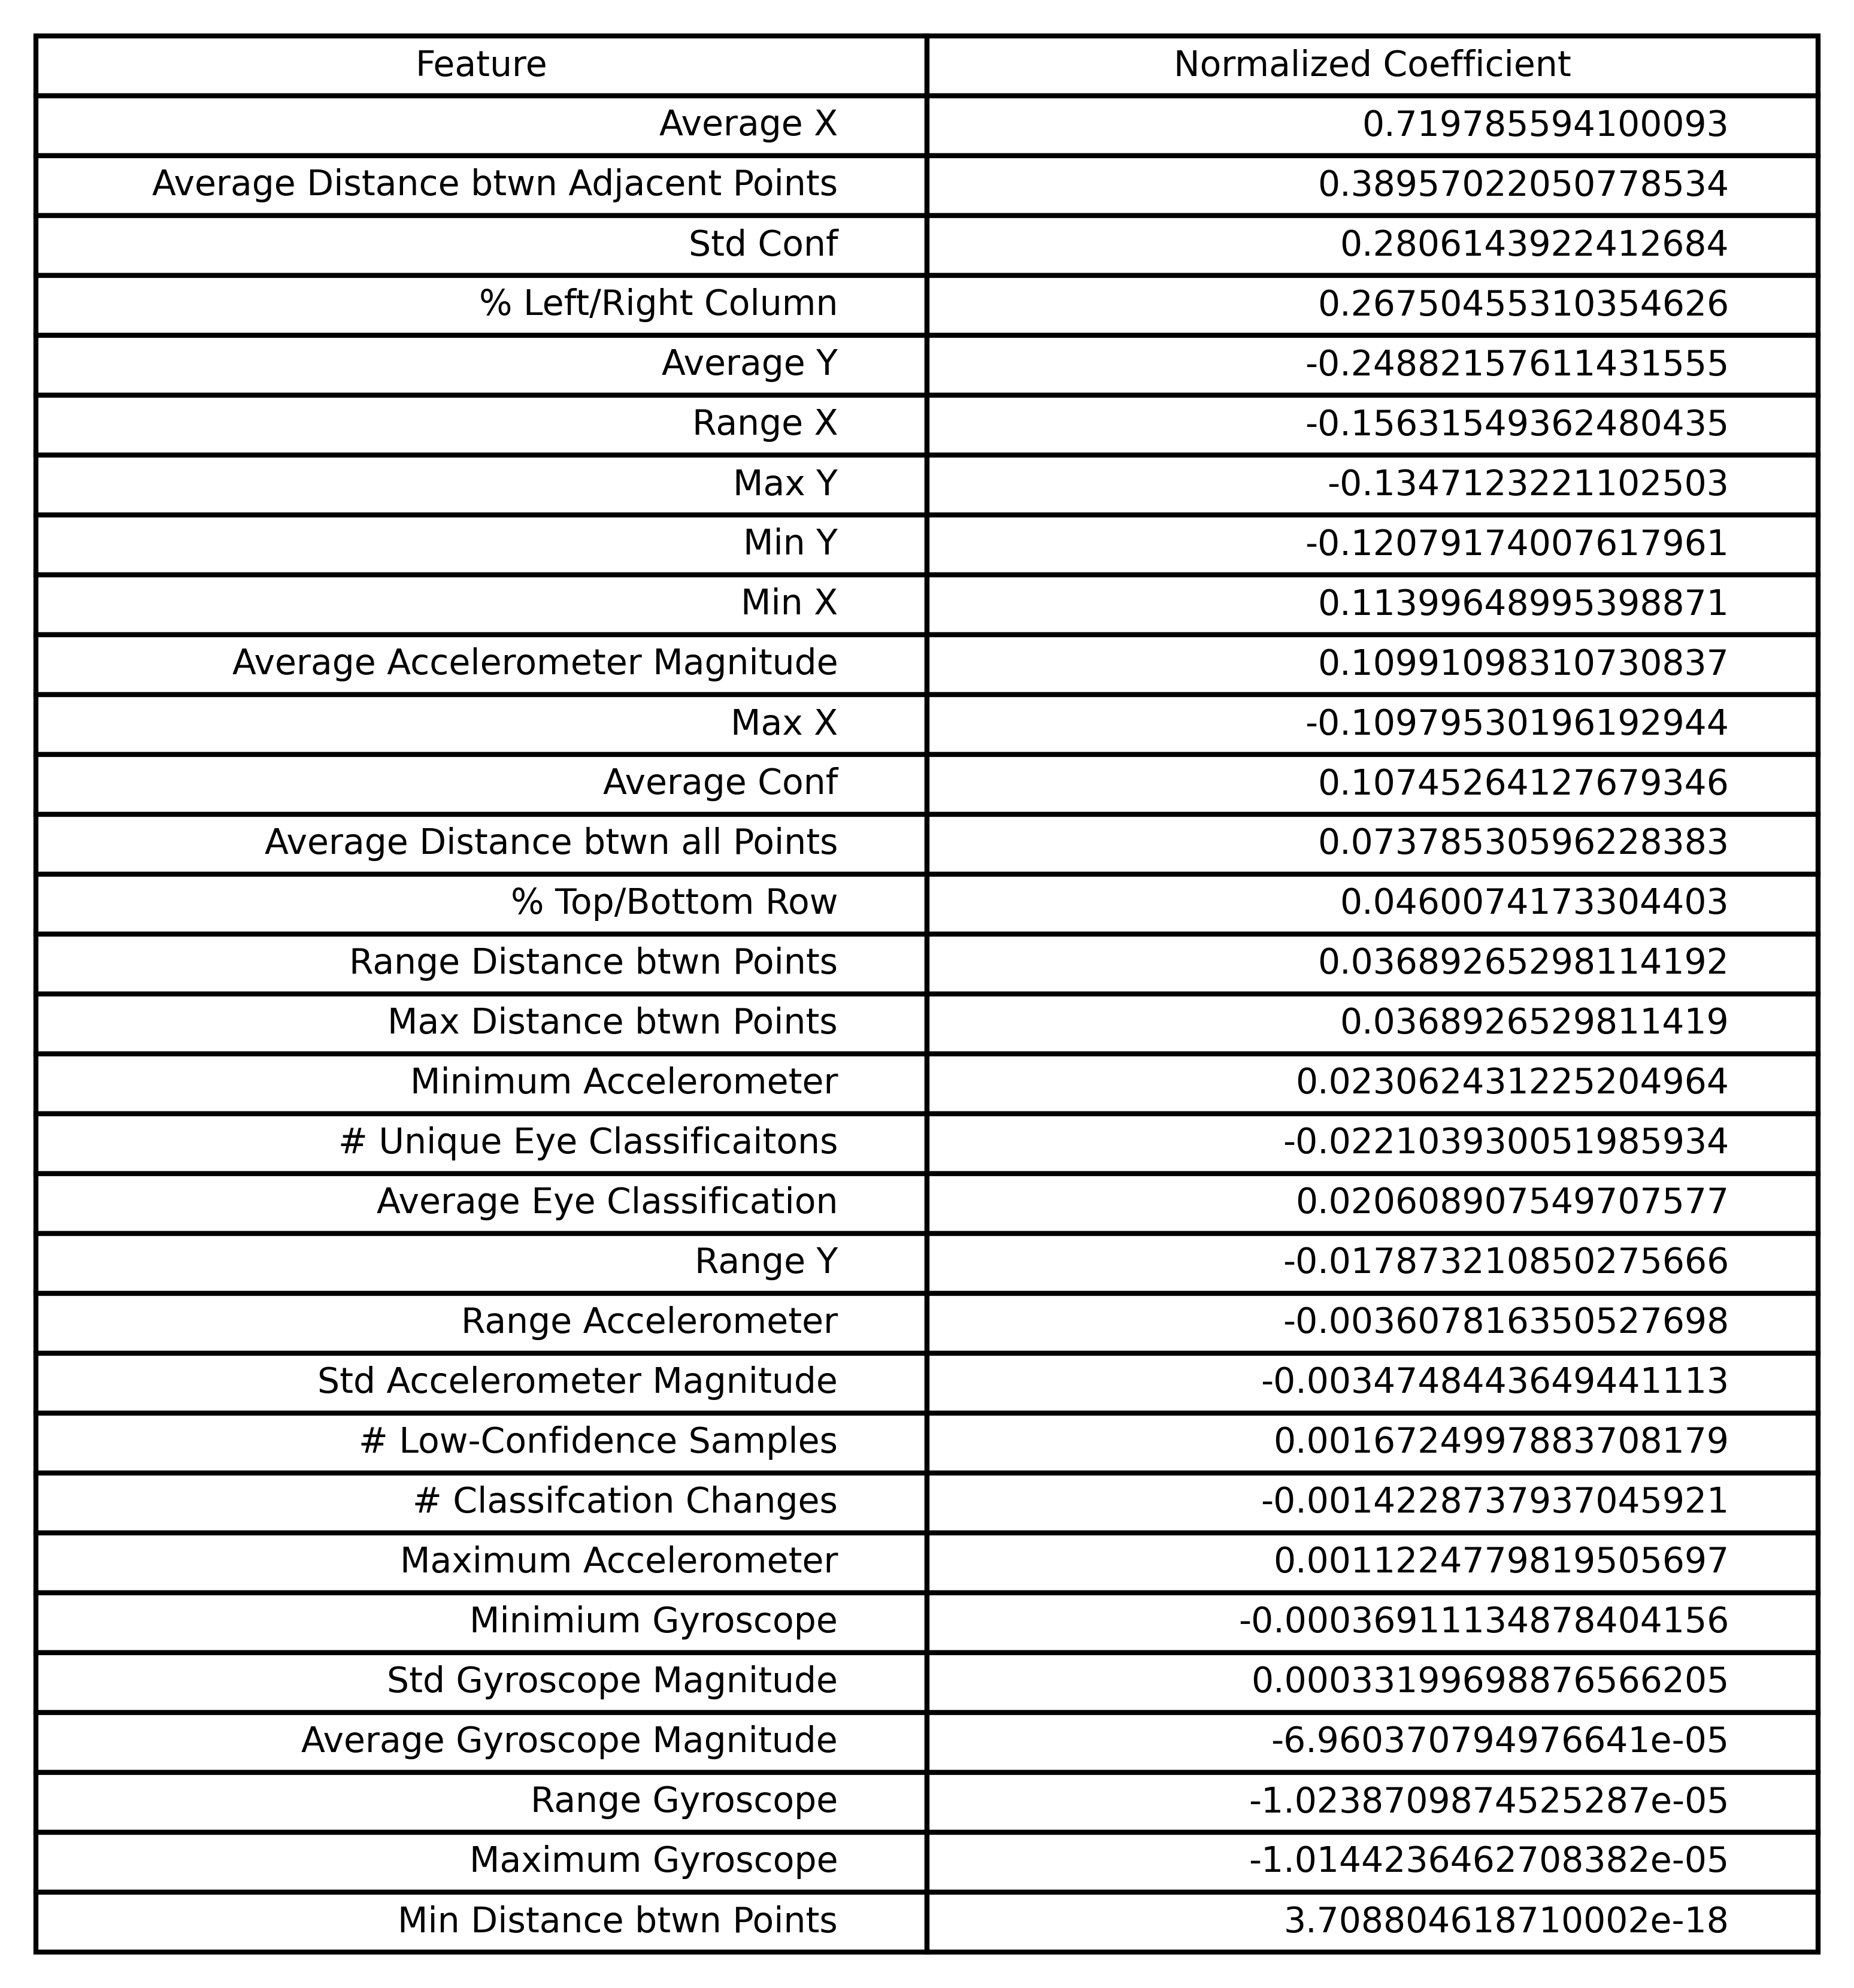 Feature Normalized Coefficient
Average X 0.719785594100093
Average Distance btwn Adjacent Points 0.38957022050778534
Std Conf 0.2806143922412684
% Left/Right Column 0.26750455310354626
Average Y -0.24882157611431555
Range X -0.15631549362480435
Max Y -0.1347123221102503
Min Y -0.12079174007617961
Min X 0.11399648995398871
Average Accelerometer Magnitude 0.10991098310730837
Max X -0.10979530196192944
Average Conf 0.10745264127679346
Average Distance btwn all Points 0.07378530596228383
% Top/Bottom Row 0.0460074173304403
Range Distance btwn Points 0.03689265298114192
Max Distance btwn Points 0.0368926529811419
Minimum Accelerometer 0.023062431225204964
# Unique Eye Classificaitons -0.022103930051985934
Average Eye Classification 0.020608907549707577
Range Y -0.017873210850275666
Range Accelerometer -0.003607816350527698
Std Accelerometer Magnitude -0.0034748443649441113
# Low-Confidence Samples 0.0016724997883708179
# Classifcation Changes -0.0014228737937045921
Maximum Accelerometer 0.0011224779819505697
Minimium Gyroscope -0.00036911134878404156
Std Gyroscope Magnitude 0.00033199698876566205
Average Gyroscope Magnitude -6.960370794976641e-05
Range Gyroscope -1.0238709874525287e-05
Maximum Gyroscope -1.0144236462708382e-05
Min Distance btwn Points 3.708804618710002e-18